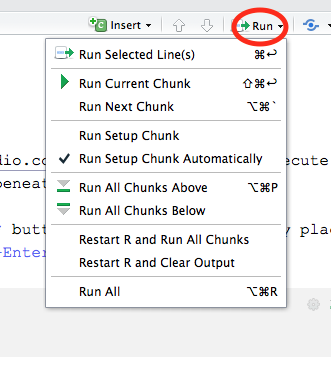 Insert Run
Run Selected Line(s) ⌘↩
Run Current Chunk ⇧⌘↩
Run Next Chunk ⌥⌘`
Run Setup Chunk
✓ Run Setup Chunk Automatically
dio.co ecute
Run All Chunks Above ⌥⌘P
beneat
Run All Chunks Below
butt y plac
Restart R and Run All Chunks
Enter
Restart R and Clear Output
Run All ⌥⌘R